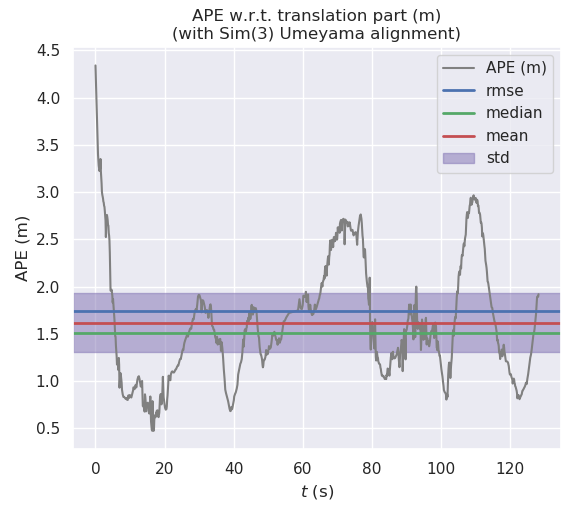 APE w.r.t. translation part (m)
(with Sim(3) Umeyama alignment)
4.5
4.0
3.5
3.0
2.5
2.0
1.5
1.0
0.5
APE (m)
APE (m)
rmse
median
mean
std
0 20 40 60 80 100 120
t (s)